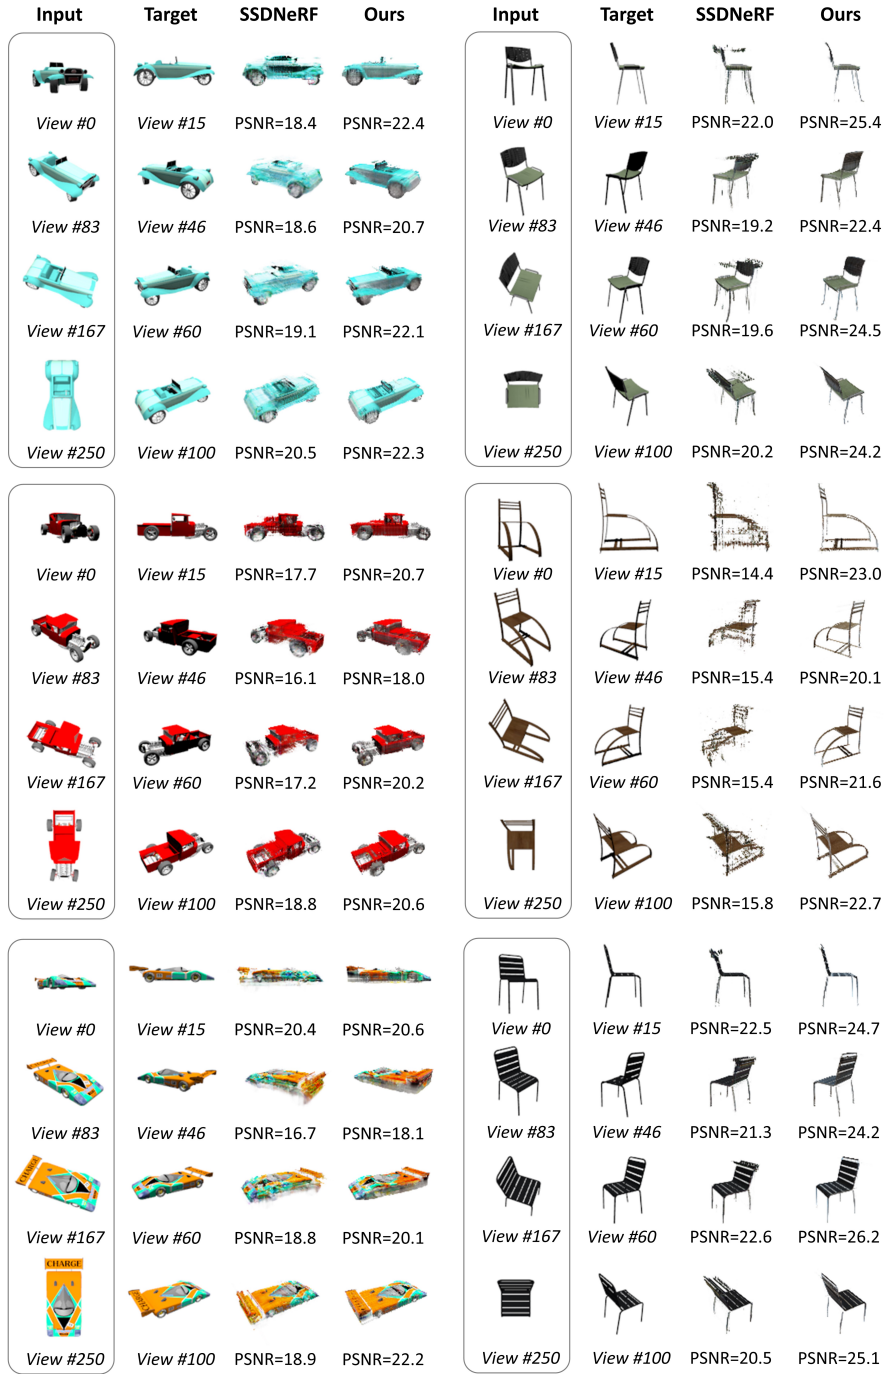 Input Target SSDNeRF Ours Input Target SSDNeRF Ours
View #0 View #15 PSNR=18.4 PSNR=22.4 View #0 View #15 PSNR=22.0 PSNR=25.4
View #83 View #46 PSNR=18.6 PSNR=20.7 View #83 View #46 PSNR=19.2 PSNR=22.4
View #167 View #60 PSNR=19.1 PSNR=22.1 View #167 View #60 PSNR=19.6 PSNR=24.5
View #250 View #100 PSNR=20.5 PSNR=22.3 View #250 View #100 PSNR=20.2 PSNR=24.2
View #0 View #15 PSNR=17.7 PSNR=20.7 View #0 View #15 PSNR=14.4 PSNR=23.0
View #83 View #46 PSNR=16.1 PSNR=18.0 View #83 View #46 PSNR=15.4 PSNR=20.1
View #167 View #60 PSNR=17.2 PSNR=20.2 View #167 View #60 PSNR=15.4 PSNR=21.6
View #250 View #100 PSNR=18.8 PSNR=20.6 View #250 View #100 PSNR=15.8 PSNR=22.7
View #0 View #15 PSNR=20.4 PSNR=20.6 View #0 View #15 PSNR=22.5 PSNR=24.7
View #83 View #46 PSNR=16.7 PSNR=18.1 View #83 View #46 PSNR=21.3 PSNR=24.2
CHARGE
View #167 View #60 PSNR=18.8 PSNR=20.1 View #167 View #60 PSNR=22.6 PSNR=26.2
CHARGE
View #250 View #100 PSNR=18.9 PSNR=22.2 View #250 View #100 PSNR=20.5 PSNR=25.1